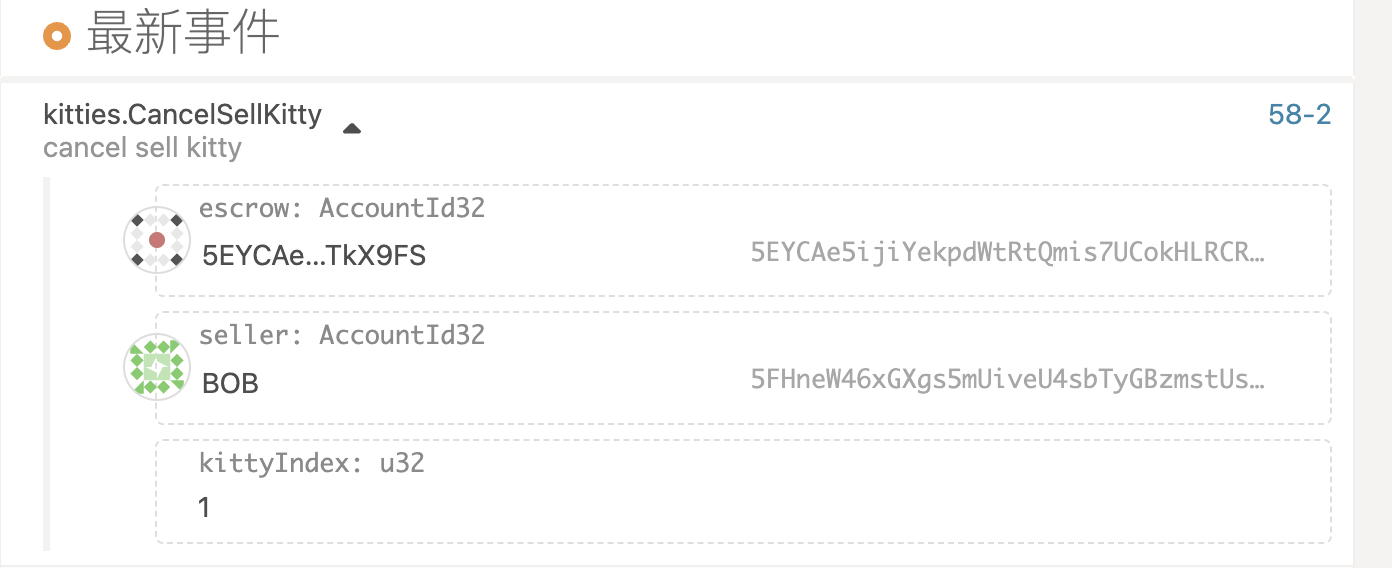 最新事件
kitties.CancelSellKitty
58-2
cancel sell kitty
escrow: AccountId32
5EYCAe...TkX9FS
5EYCAe5ijiYekpdWtRtQmis7UCokHLRCR…
seller: AccountId32
BOB
5FHneW46xGXgs5mUiveU4sbTyGBzmstUs…
kittyIndex: u32
1